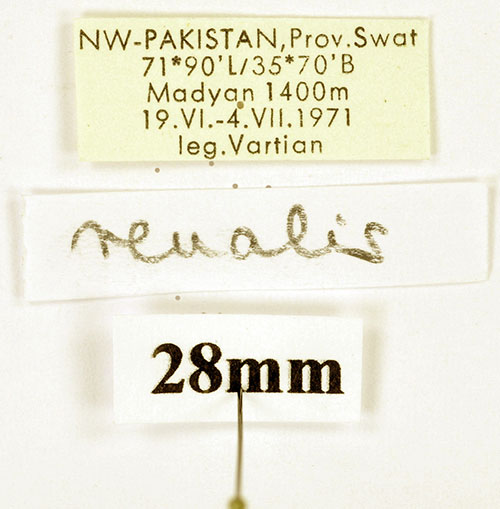 NW-PAKISTAN, Prov.Swat
71*90'L/35*70'B
Madyan 1400m
19.VI.-4.VII.1971
leg.Vartian
renalis
28mm